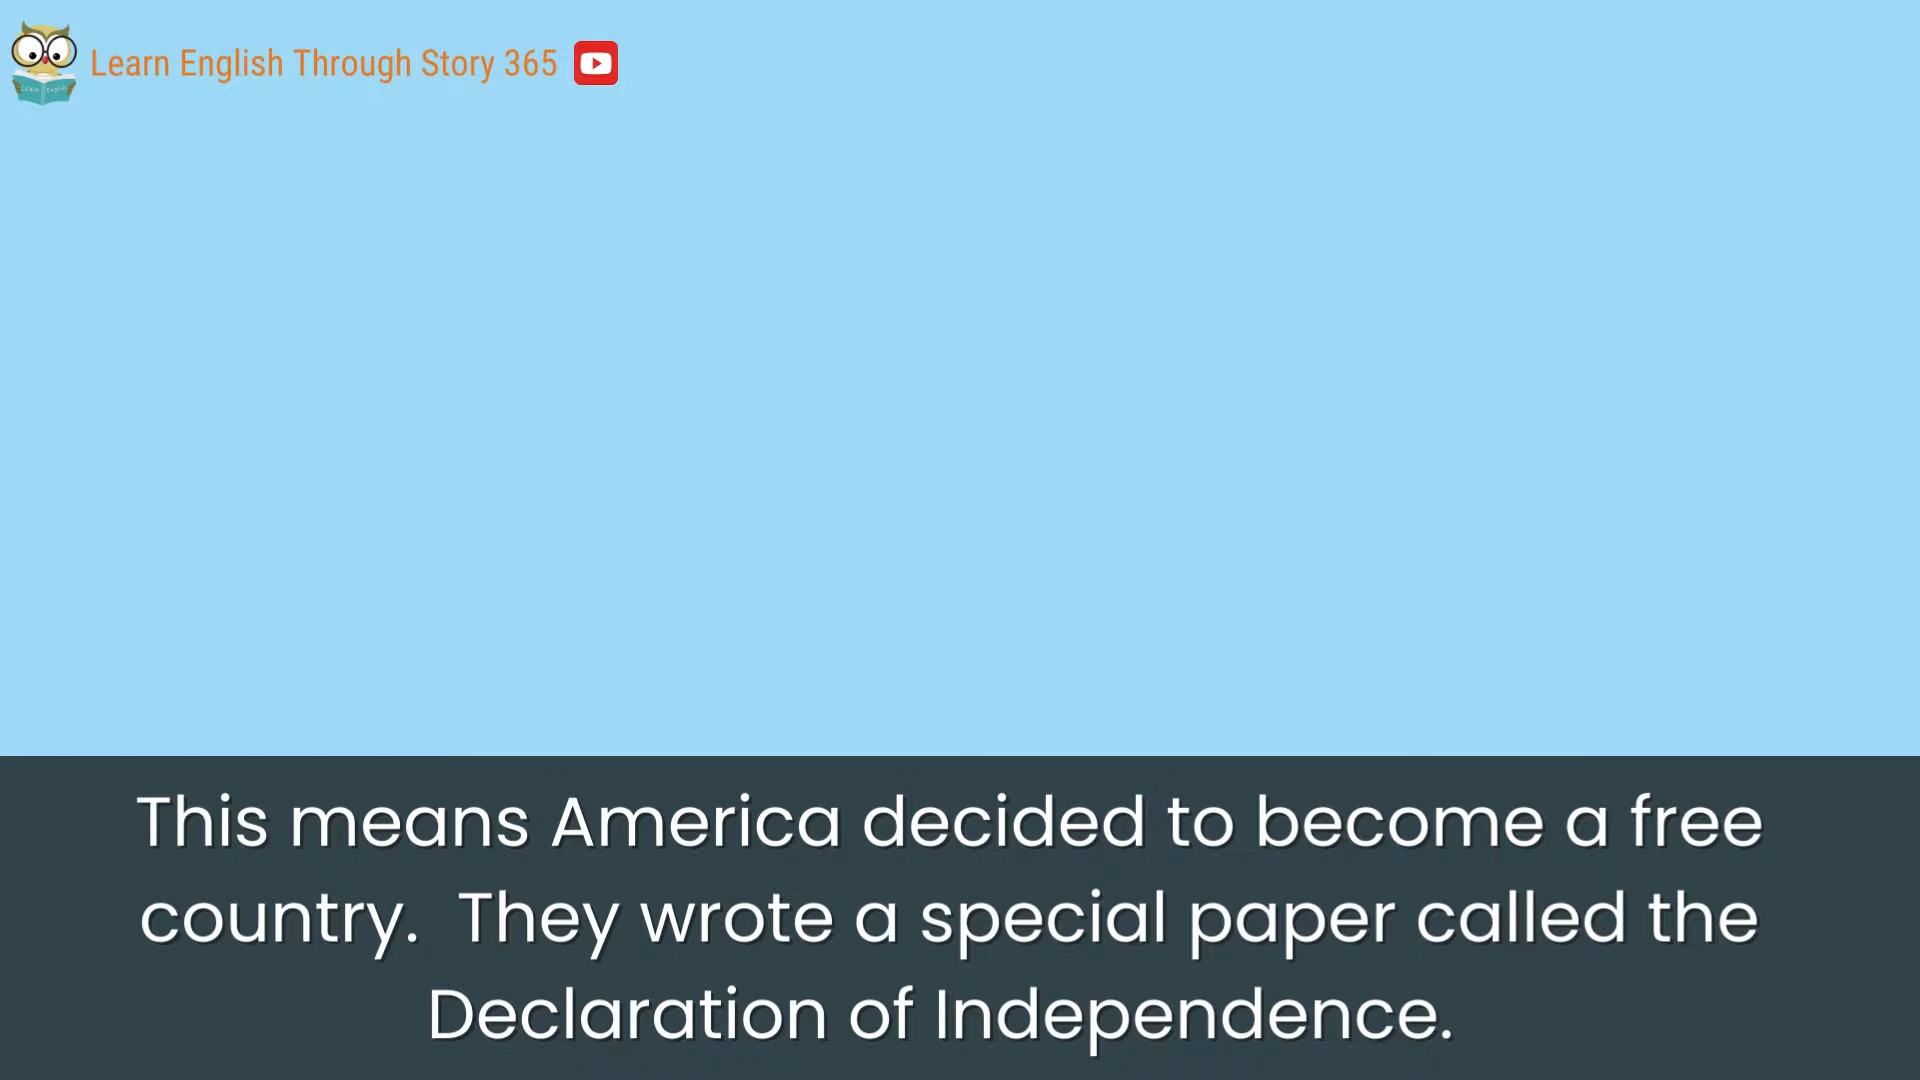 Learn English Through Story 365
This means America decided to become a free
country.  They wrote a special paper called the
Declaration of Independence.